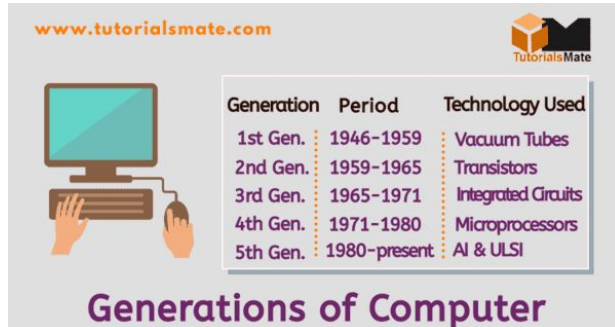 www.tutorialsmate.com
TutorialsMate
Generation Period Technology Used
1st Gen. 1946-1959 Vacuum Tubes
2nd Gen. 1959-1965 Transistors
3rd Gen. 1965-1971 Integrated Circuits
4th Gen. 1971-1980 Microprocessors
5th Gen. 1980-present AI & ULSI
Generations of Computer